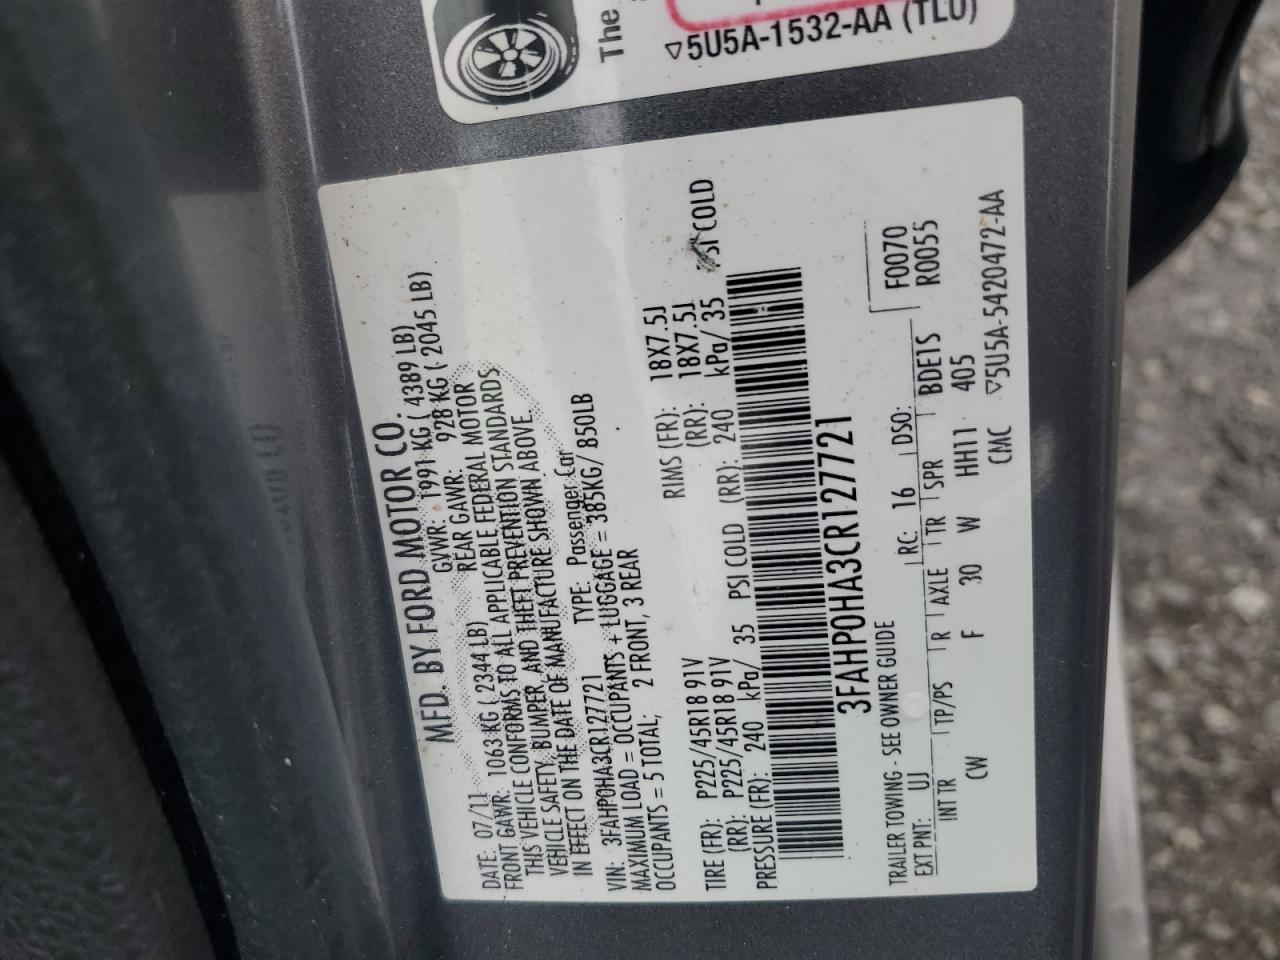 The
▽5U5A-1532-AA (TLU)
MFD. BY FORD MOTOR CO.
DATE: 07/11 GVWR: 1991 KG ( 4389 LB)
FRONT GAWR: 1063 KG ( 2344 LB) REAR GAWR: 928 KG ( 2045 LB)
THIS VEHICLE CONFORMS TO ALL APPLICABLE FEDERAL MOTOR
VEHICLE SAFETY, BUMPER, AND THEFT PREVENTION STANDARDS
IN EFFECT ON THE DATE OF MANUFACTURE SHOWN ABOVE.
VIN: 3FAHP0HA3CR127721 TYPE: Passenger Car
MAXIMUM LOAD = OCCUPANTS + LUGGAGE = 385KG/ 850LB
OCCUPANTS = 5 TOTAL; 2 FRONT, 3 REAR
TIRE (FR): P225/45R18 91V RIMS (FR): 18X7.5J
(RR): P225/45R18 91V (RR): 18X7.5J
PRESSURE (FR): 240 kPa/ 35 PSI COLD (RR): 240 kPa/ 35 PSI COLD
3FAHP0HA3CR127721
TRAILER TOWING - SEE OWNER GUIDE
F0070
R0055
EXT PNT: UJ RC: 16 DSO:
INT TR TP/PS R AXLE TR SPR BDE1S
CW F 30 W HH11 405
CMC ▽5U5A-5420472-AA